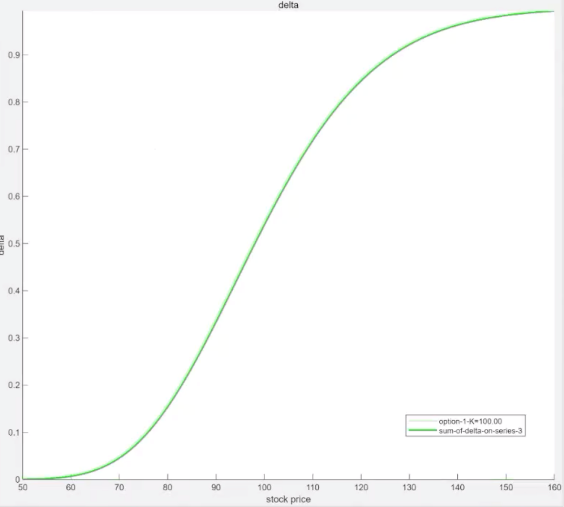 delta
0.9
0.8
0.7
0.6
0.5
0.4
0.3
0.2
0.1
0
delta
50 60 70 80 90 100 110 120 130 140 150 160
stock price
option-1-K=100.00
sum-of-delta-on-series-3